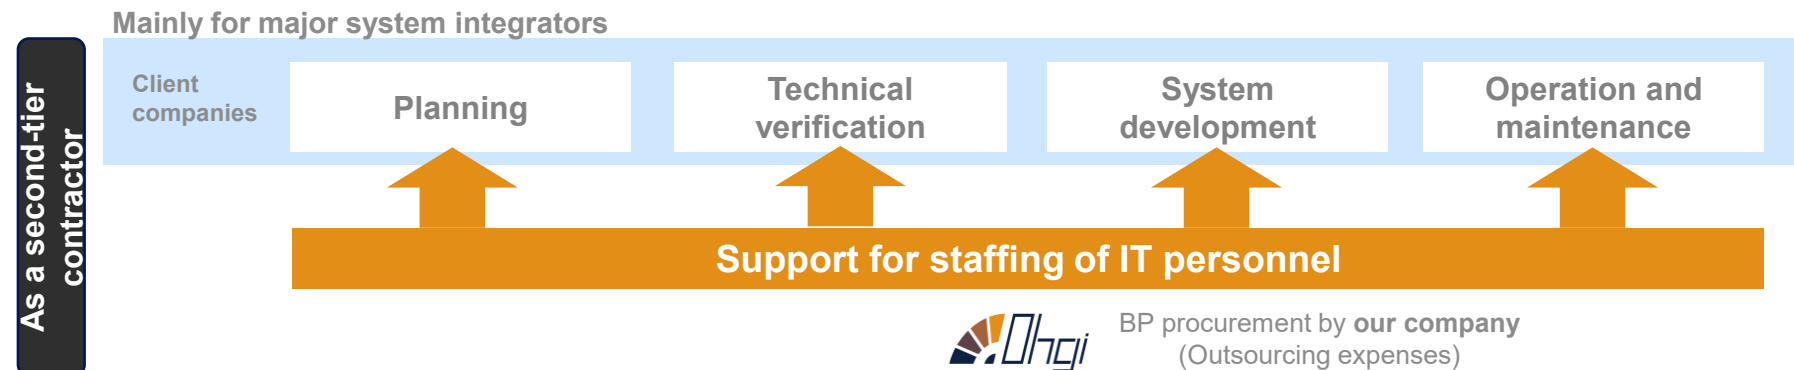 Mainly for major system integrators
As a second-tier
contractor
Client
companies
Planning
Technical
verification
System
development
Operation and
maintenance
Support for staffing of IT personnel
Ohgi
BP procurement by our company
(Outsourcing expenses)